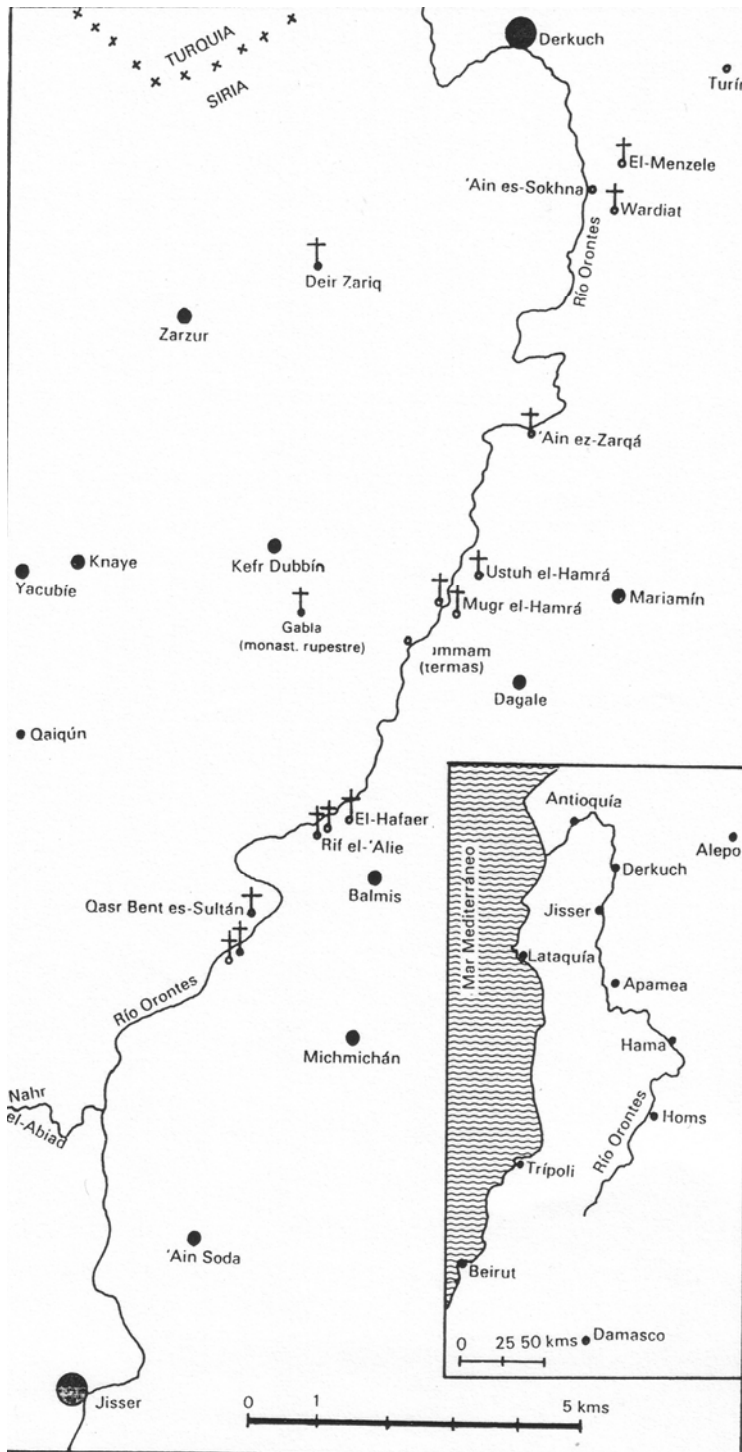 TURQUIA
SIRIA
Derkuch
Turín
El-Menzele
'Ain es-Sokhna
Wardiat
Río Orontes
Deir Zariq
Zarzur
'Ain ez-Zarqá
Knaye
Yacubíe
Kefr Dubbín
Gabla
(monast. rupestre)
Ustuh el-Hamrá
Mugr el-Hamrá
Mariamín
ummam
(termas)
Dagale
Qaiqún
El-Hafaer
Rif el-'Alie
Balmis
Qasr Bent es-Sultán
Río Orontes
Michmichán
Nahr
el-Abiad
'Ain Soda
Jisser
0 1 5 kms
Antioquía
Alepo
Derkuch
Mar Mediterráneo
Jisser
Lataquía
Apamea
Hama
Río Orontes
Homs
Trípoli
Beirut
0 25 50 kms
Damasco